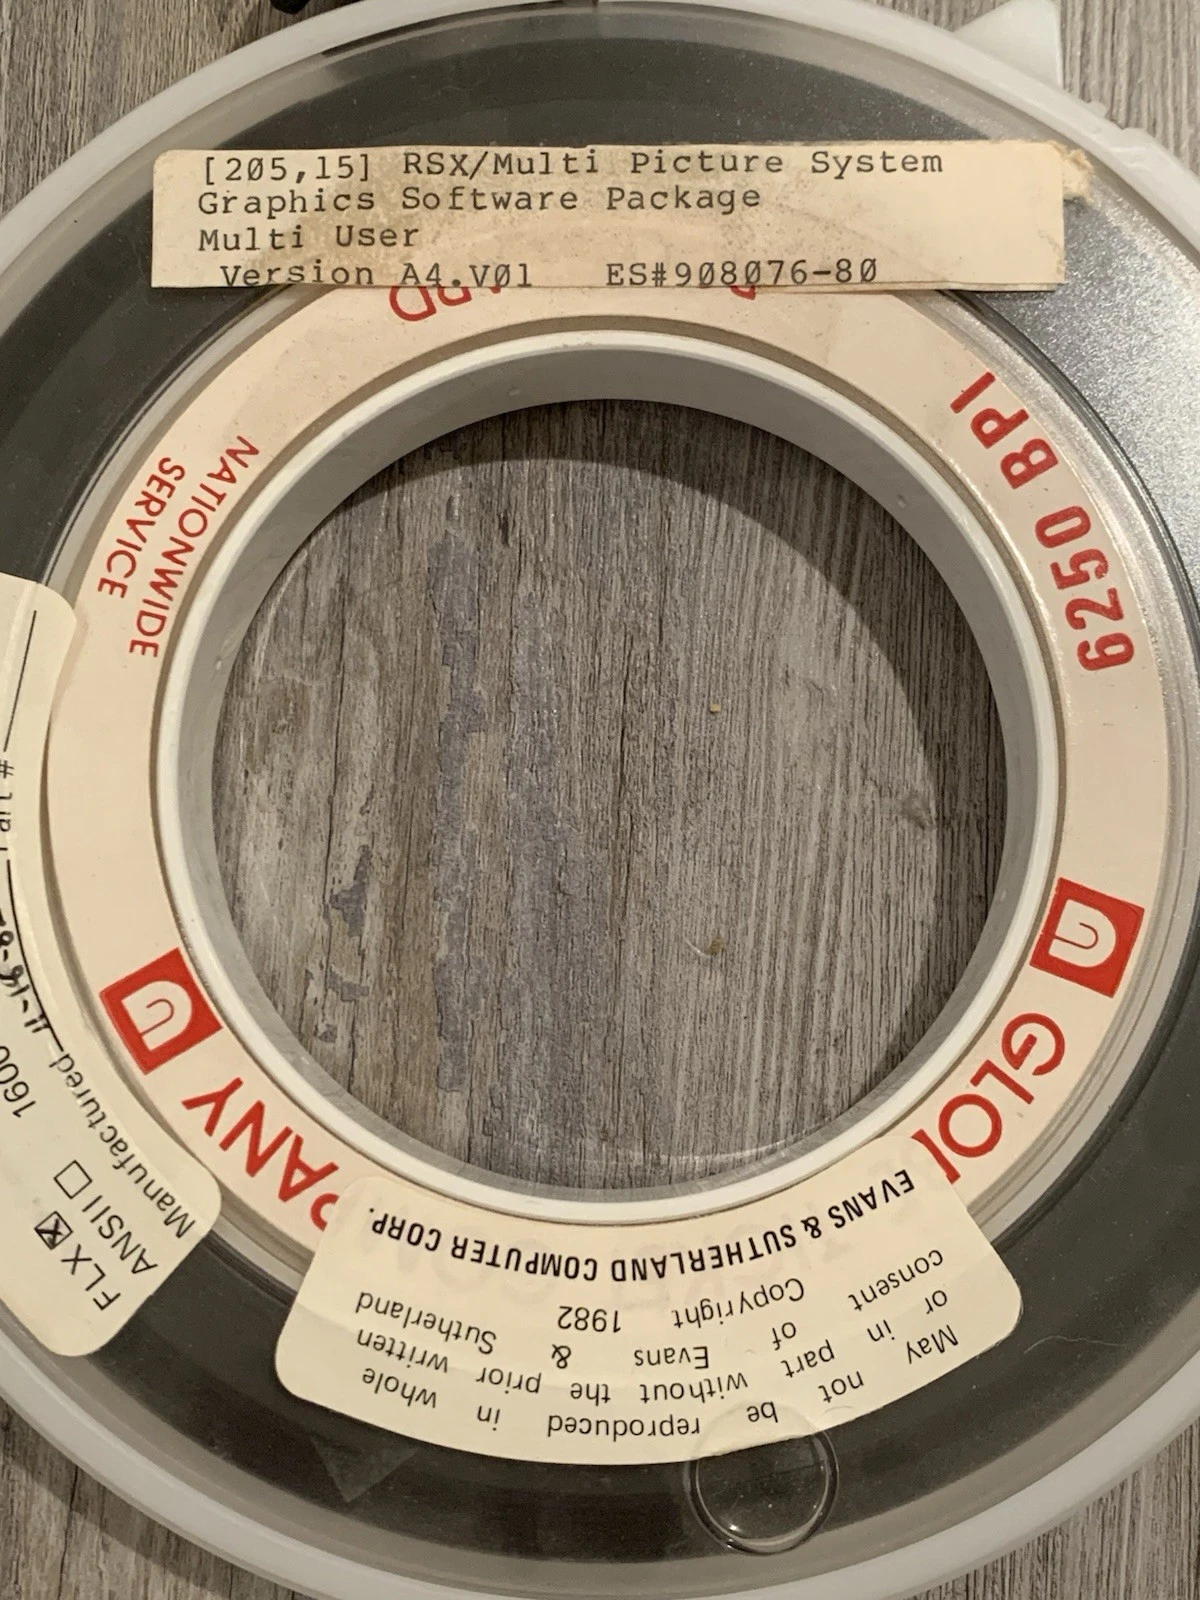 [205,15] RSX/Multi Picture System
Graphics Software Package
Multi User
Version A4.V01 ES#908076-80
6250 BPI
NATIONWIDE
SERVICE
EVANS & SUTHERLAND COMPUTER CORP.
Copyright 1982
May not be reproduced in whole
or in part without the prior written
consent of Evans & Sutherland
FLX
ANSII
1600
Manufactured